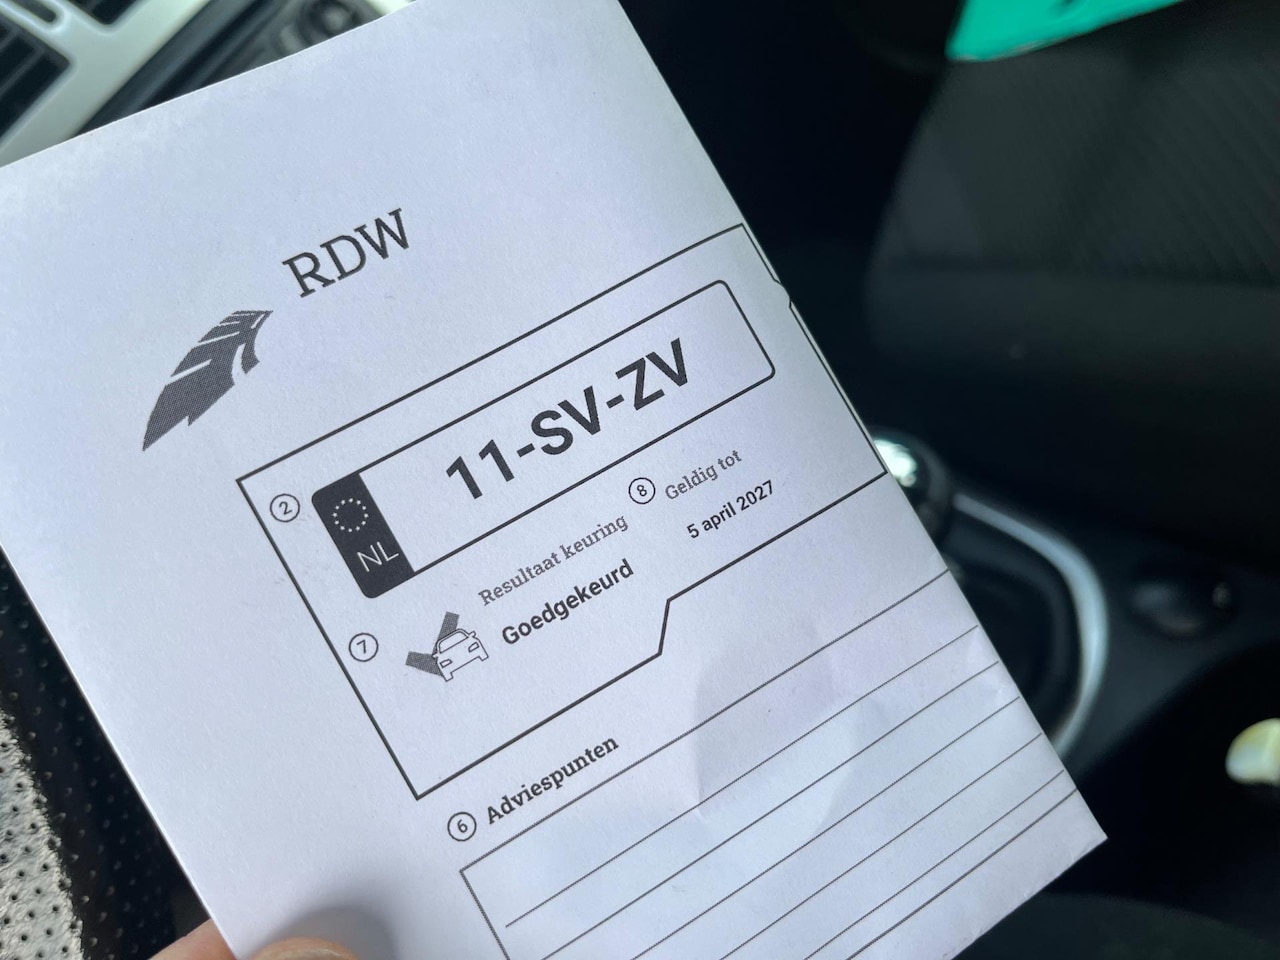 RDW
2
NL
11-SV-ZV
7
Resultaat keuring
Goedgekeurd
8
Geldig tot
5 april 2027
6
Adviespunten